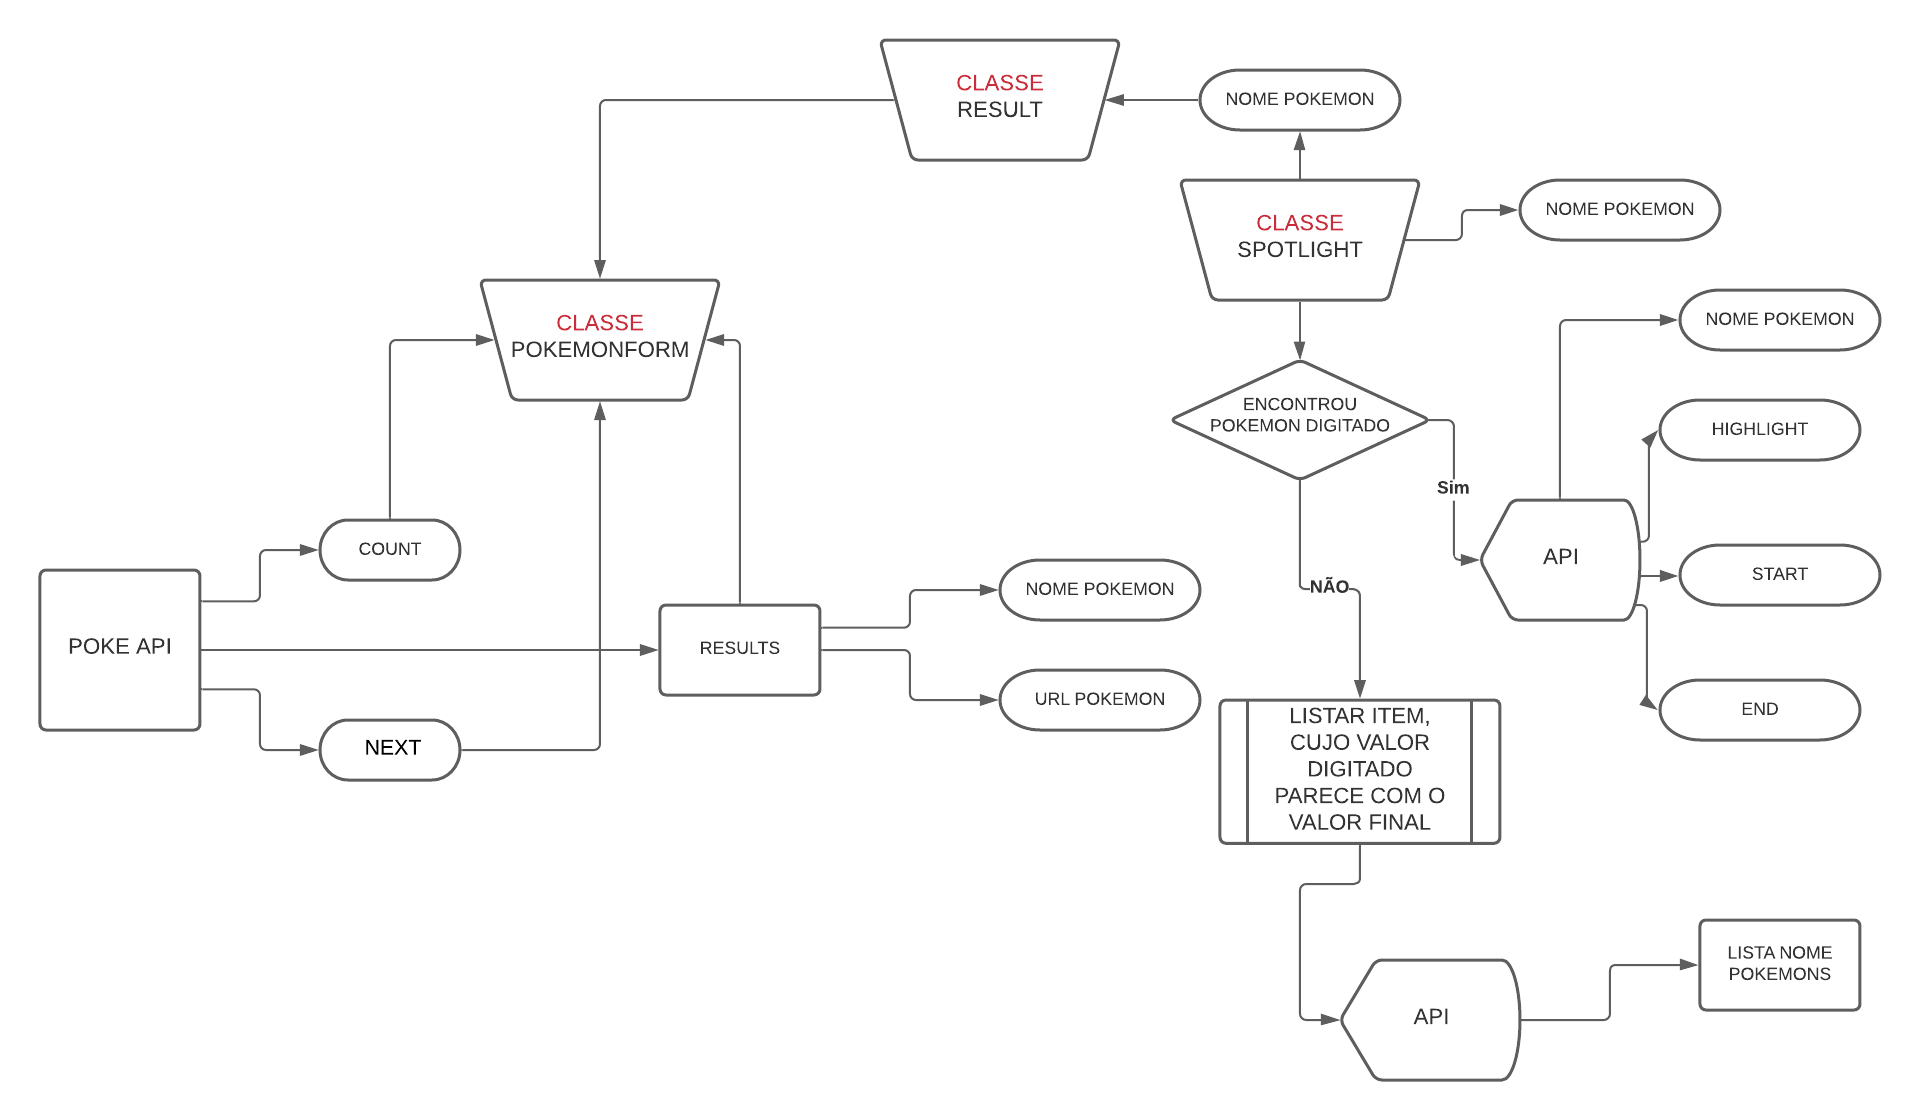 CLASSE
RESULT
NOME POKEMON
CLASSE
SPOTLIGHT
NOME POKEMON
CLASSE
POKEMONFORM
NOME POKEMON
ENCONTROU
POKEMON DIGITADO
HIGHLIGHT
Sim
API
START
END
NÃO
COUNT
POKE API
RESULTS
NOME POKEMON
URL POKEMON
NEXT
LISTAR ITEM,
CUJO VALOR
DIGITADO
PARECE COM O
VALOR FINAL
API
LISTA NOME
POKEMONS